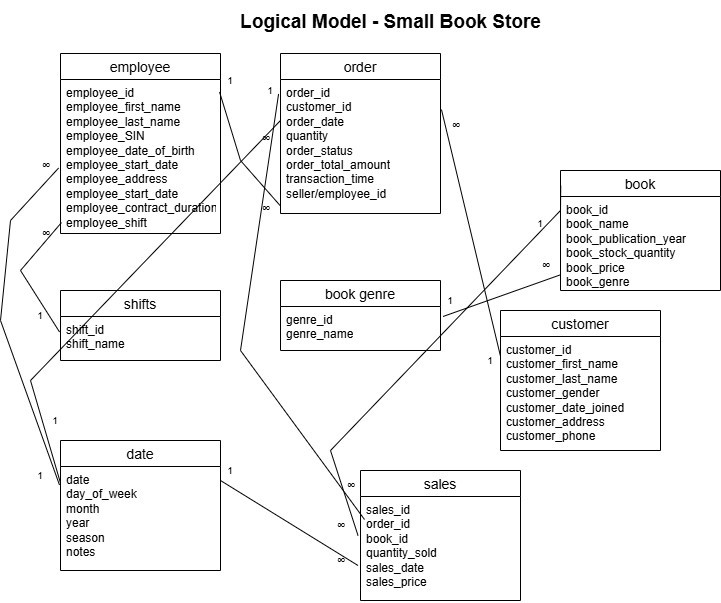 Logical Model - Small Book Store
employee
employee_id
employee_first_name
employee_last_name
employee_SIN
employee_date_of_birth
employee_start_date
employee_address
employee_start_date
employee_contract_duration
employee_shift
1
∞
∞
order
order_id
customer_id
order_date
quantity
order_status
order_total_amount
transaction_time
seller/employee_id
1
∞
∞
∞
book
book_id
book_name
book_publication_year
book_stock_quantity
book_price
book_genre
1
∞
shifts
shift_id
shift_name
1
book genre
genre_id
genre_name
1
customer
customer_id
customer_first_name
customer_last_name
customer_gender
customer_date_joined
customer_address
customer_phone
1
date
date
day_of_week
month
year
season
notes
1
1
1
sales
sales_id
order_id
book_id
quantity_sold
sales_date
sales_price
∞
∞
∞